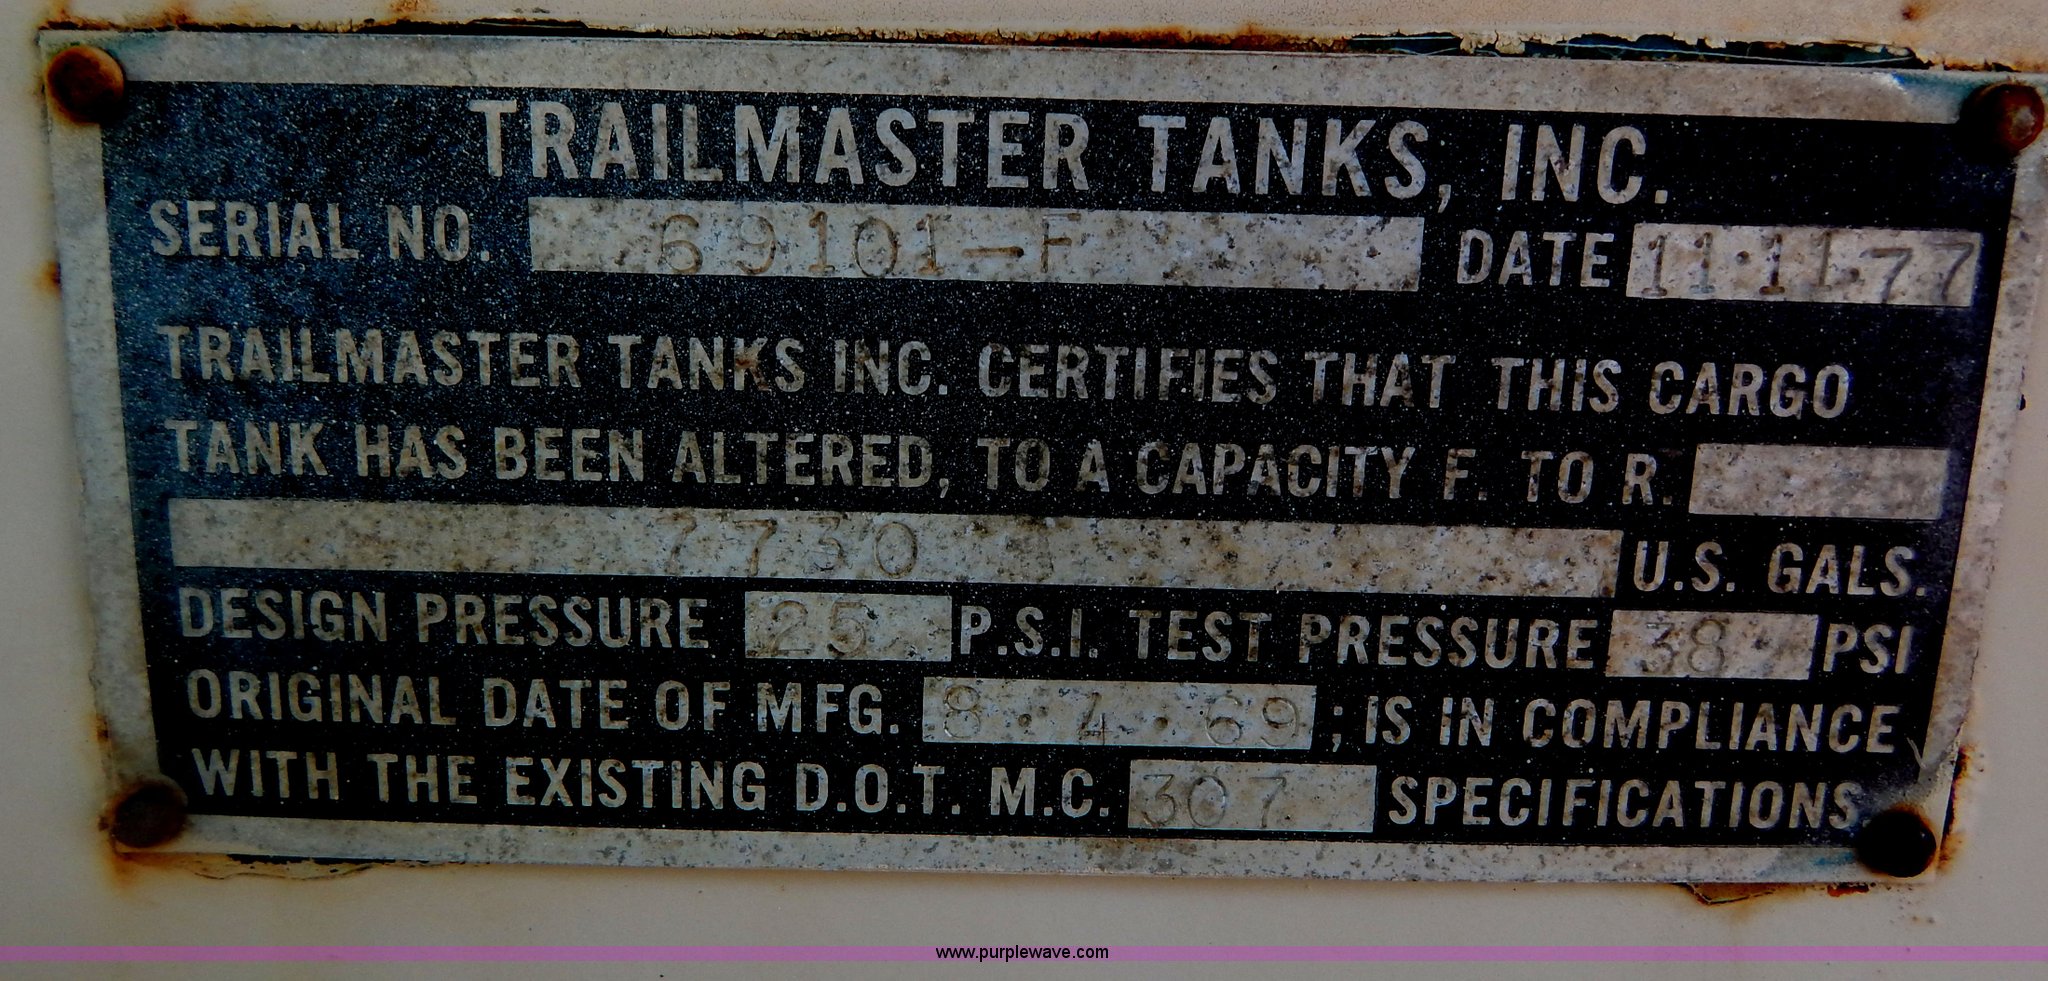 TRAILMASTER TANKS, INC.
SERIAL NO. 69101-F DATE 11·11·77
TRAILMASTER TANKS INC. CERTIFIES THAT THIS CARGO
TANK HAS BEEN ALTERED, TO A CAPACITY F. TO R.
7730 U.S. GALS.
DESIGN PRESSURE 25 P.S.I. TEST PRESSURE 38 PSI
ORIGINAL DATE OF MFG. 8·4·69 ; IS IN COMPLIANCE
WITH THE EXISTING D.O.T. M.C. 307 SPECIFICATIONS.
www.purplewave.com